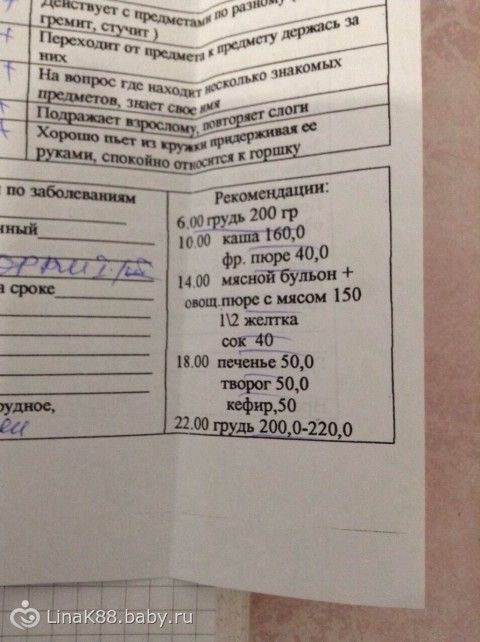 Действует с предметами по разному (
гремит, стучит )
Переходит от предмета к предмету держась за
них
На вопрос где находит несколько знакомых
предметов, знает свое имя
Подражает взрослому, повторяет слоги
Хорошо пьет из кружки придерживая ее
руками, спокойно относится к горшку
по заболеваниям
нный
а сроке
рудное,
Рекомендации:
6.00 грудь 200 гр
10.00 каша 160,0
фр. пюре 40,0
14.00 мясной бульон +
овощ.пюре с мясом 150
1\2 желтка
сок 40
18.00 печенье 50,0
творог 50,0
кефир,50
22.00 грудь 200,0-220,0
LinaK88.baby.ru